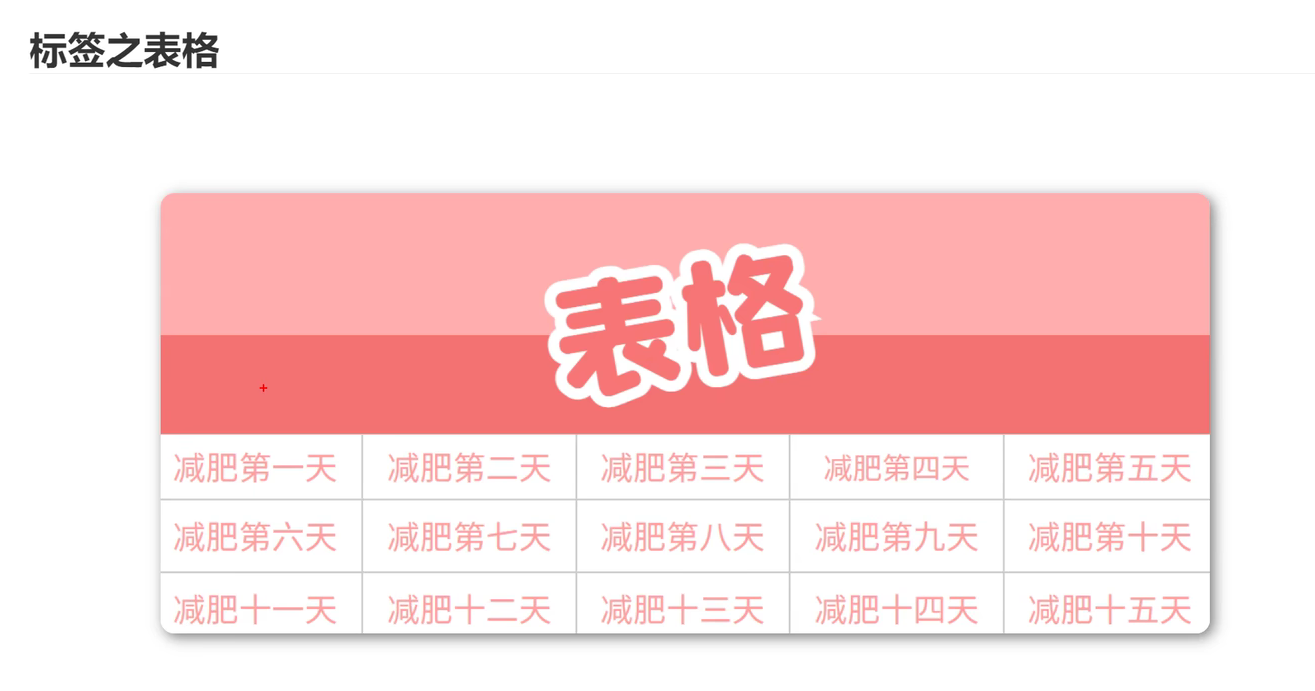 标签之表格
表格
减肥第一天 减肥第二天 减肥第三天 减肥第四天 减肥第五天
减肥第六天 减肥第七天 减肥第八天 减肥第九天 减肥第十天
减肥十一天 减肥十二天 减肥十三天 减肥十四天 减肥十五天